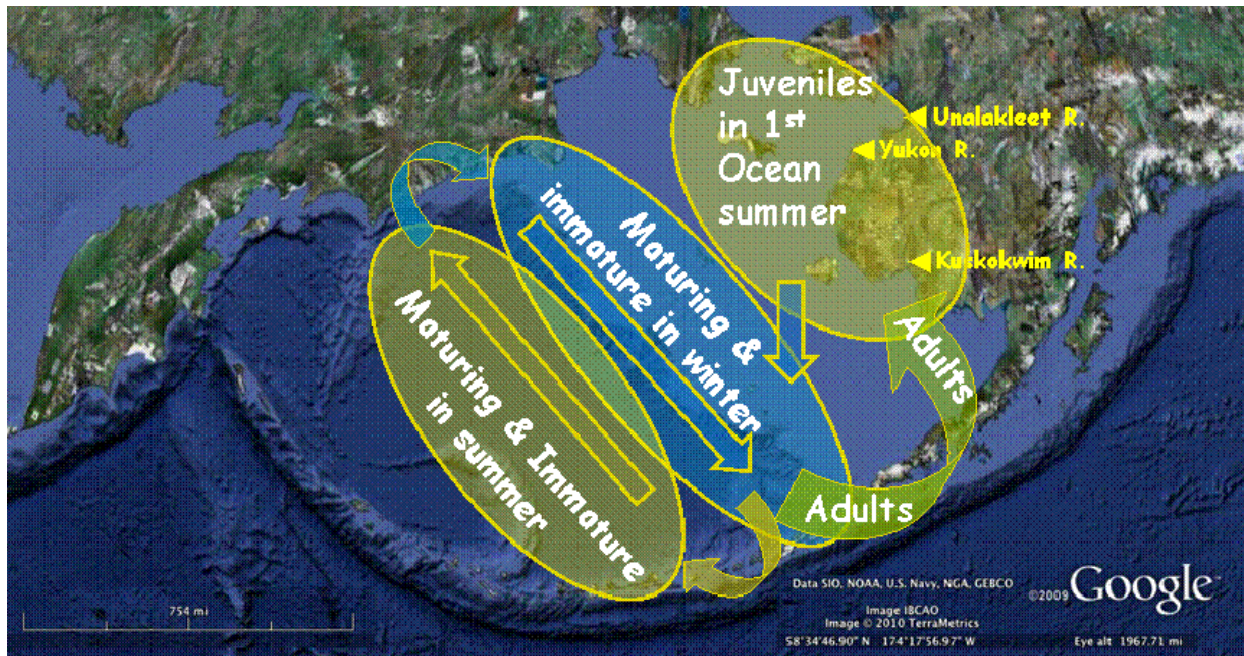 Juveniles
in 1st
Ocean
summer
Unalakleet R.
Yukon R.
Kuskokwim R.
Maturing &
immature in winter
Maturing & Immature
in summer
Adults
Adults
754 mi
Data SIO, NOAA, U.S. Navy, NGA, GEBCO
Image IBCAO
Image © 2010 TerraMetrics
©2009 Google
58°34'46.90" N 174°17'56.97" W
Eye alt 1967.71 mi